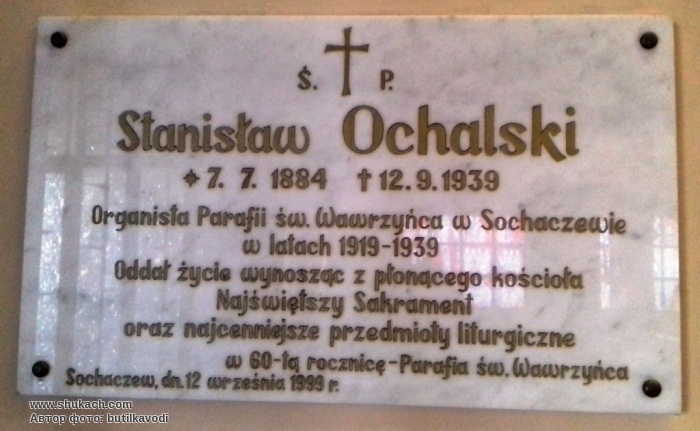 Ś. P.
Stanisław Ochalski
✦ 7. 7. 1884 † 12.9.1939
Organista Parafii św. Wawrzyńca w Sochaczewie
w latach 1919-1939
Oddał życie wynosząc z płonącego kościoła
Najświętszy Sakrament
oraz najcenniejsze przedmioty liturgiczne
w 60-tą rocznicę - Parafia św. Wawrzyńca
Sochaczew, dn. 12 września 1999 r.
www.shukach.com
Автор фото: butilkavodi